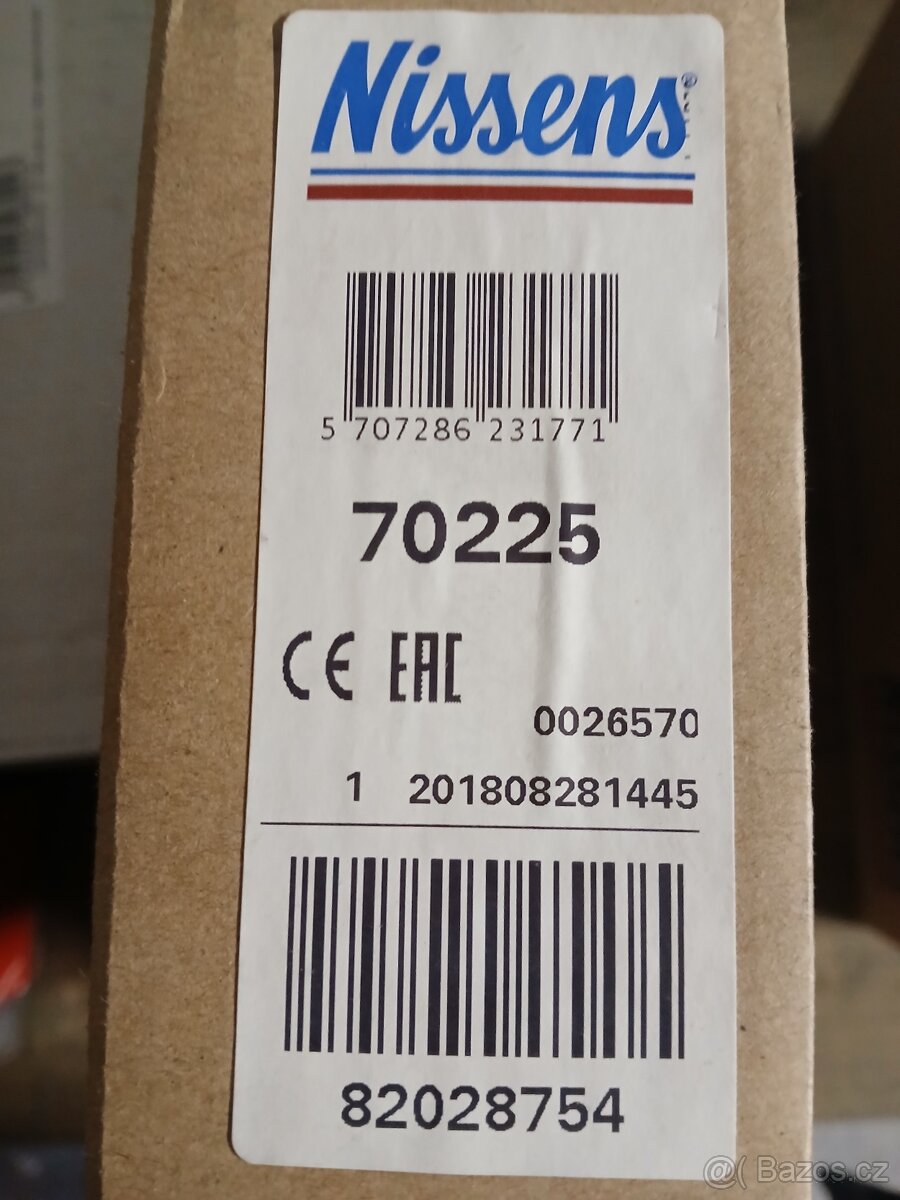 Nissens®
5 707286 231771
70225
CE EAC
0026570
1 201808281445
82028754
@( Bazos.cz